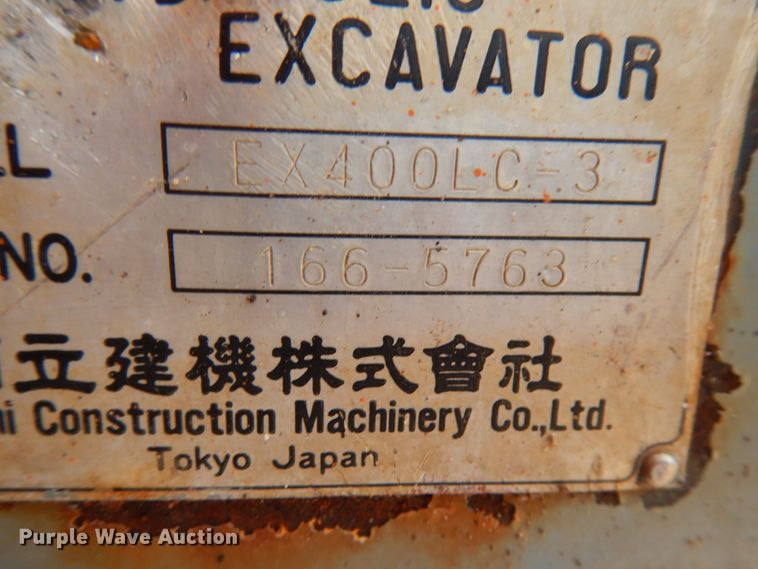 EXCAVATOR
EX400LC-3
NO. 166-5763
立建機株式會社
Construction Machinery Co.,Ltd.
Tokyo Japan
Purple Wave Auction